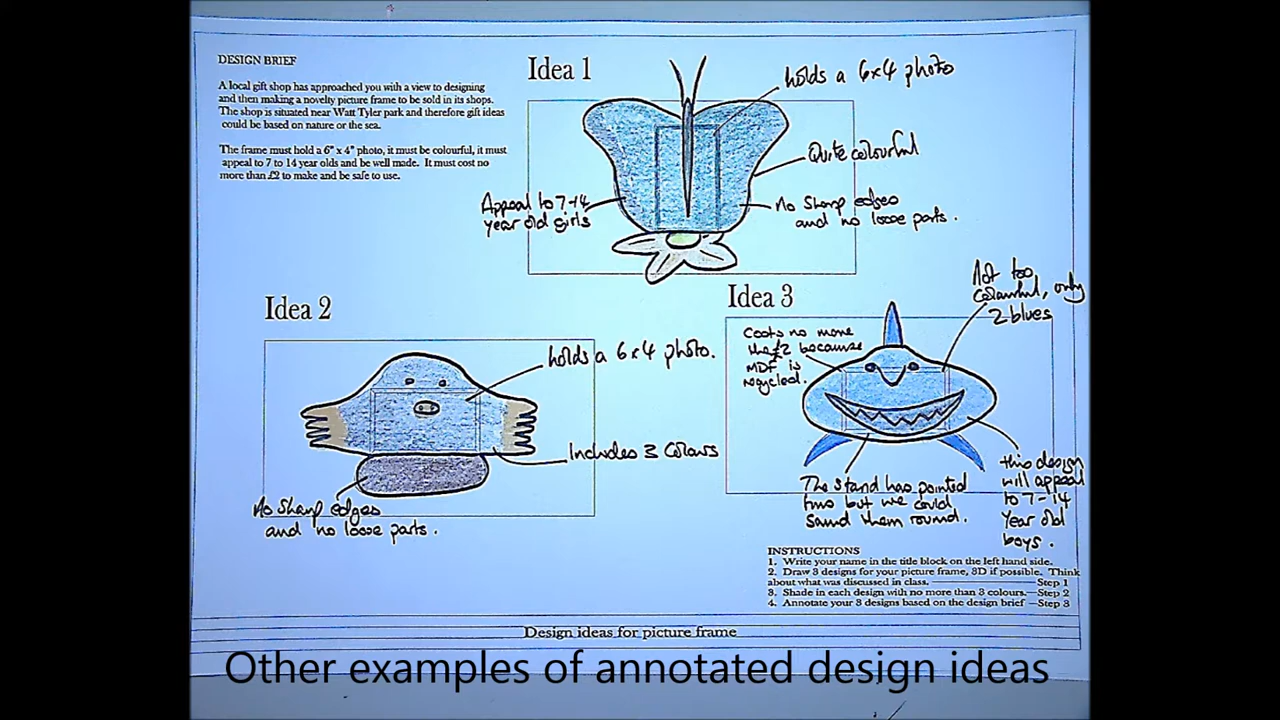 DESIGN BRIEF
A local gift shop has approached you with a view to designing
and then making a novelty picture frame to be sold in its shops.
The shop is situated near Watt Tyler park and therefore gift ideas
could be based on nature or the sea.
The frame must hold a 6" x 4" photo, it must be colourful, it must
appeal to 7 to 14 year olds and be well made. It must cost no
more than £2 to make and be safe to use.
Idea 1
holds a 6x4 photo
Quite colourful
Appeal to 7-14
year old girls
No Sharp edges
and no loose parts.
Idea 2
holds a 6x4 photo.
Includes 3 Colours
No Sharp edges
and no loose parts.
Idea 3
Not too
Colourful, only
2 blues
Costs no more
the £2 because
MDF is
recycled.
The stand has pointed
but we could
Sand them round.
this design
will appeal
to 7-14
Year old
boys.
INSTRUCTIONS
1. Write your name in the title block on the left hand side.
2. Draw 3 designs for your picture frame, 3D if possible. Think
about what was discussed in class. Step 1
3. Shade in each design with no more than 3 colours. Step 2
4. Annotate your 3 designs based on the design brief Step 3
Design ideas for picture frame
Other examples of annotated design ideas